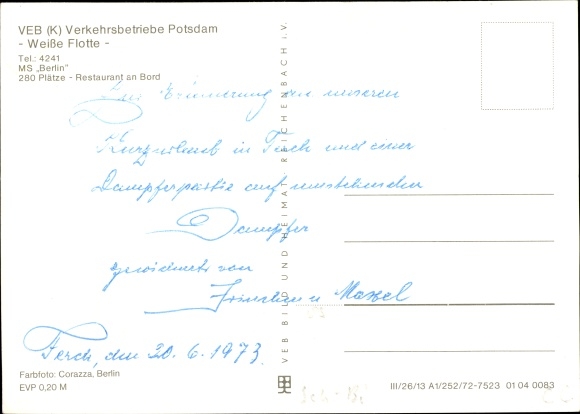 VEB (K) Verkehrsbetriebe Potsdam
- Weiße Flotte -
Tel.: 4241
MS „Berlin"
280 Plätze - Restaurant an Bord
Zur Erinnerung an unseren
Kurzurlaub in Ferch und einer
Dampferpartie auf umstehenden
Dampfer
gewidmet von
Ferch, den 20. 6. 1973.
Farbfoto: Corazza, Berlin
EVP 0,20 M
VEB BILD UND HEIMAT REICHENBACH i. V.
III/26/13 A1/252/72-7523 01 04 0083